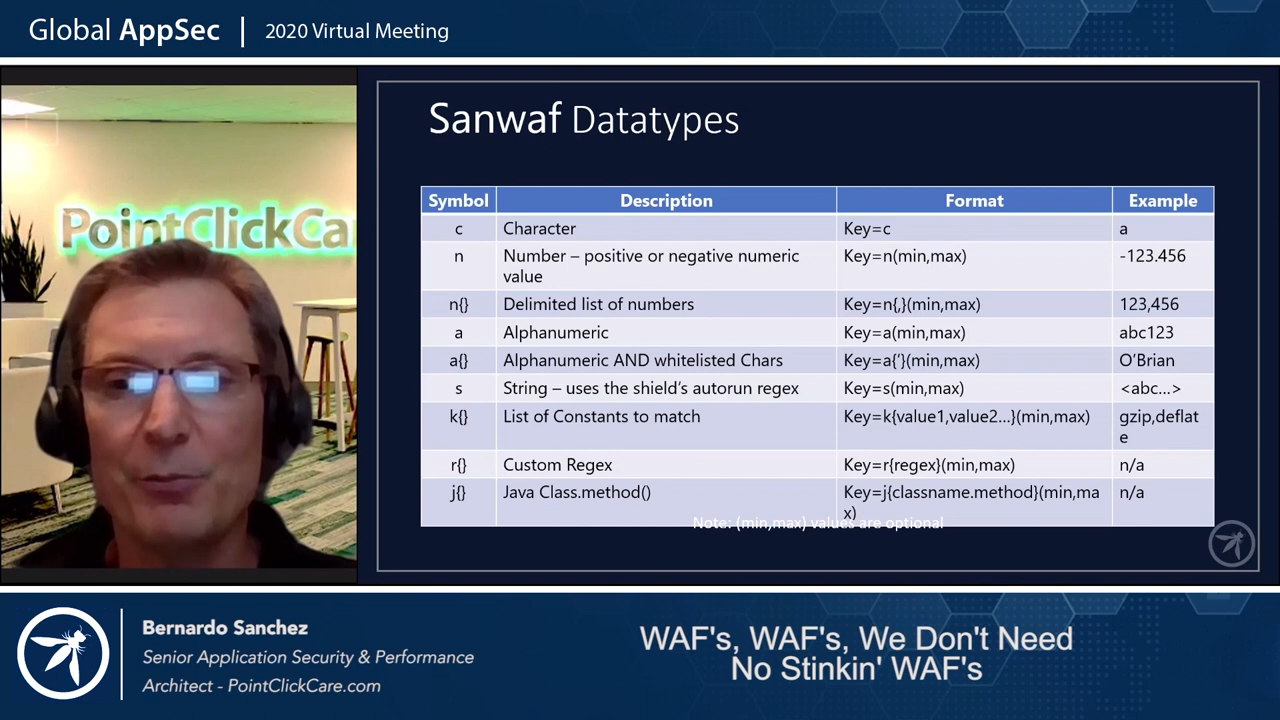 Global AppSec | 2020 Virtual Meeting
PointClickCa
Sanwaf Datatypes
Symbol Description Format Example
c Character Key=c a
n Number – positive or negative numeric value Key=n(min,max) -123.456
n{} Delimited list of numbers Key=n{,}(min,max) 123,456
a Alphanumeric Key=a(min,max) abc123
a{} Alphanumeric AND whitelisted Chars Key=a{'}(min,max) O'Brian
s String – uses the shield's autorun regex Key=s(min,max) <abc...>
k{} List of Constants to match Key=k{value1,value2...}(min,max) gzip,deflate
r{} Custom Regex Key=r{regex}(min,max) n/a
j{} Java Class.method() Key=j{classname.method}(min,max) n/a
Note: (min,max) values are optional
Bernardo Sanchez
Senior Application Security & Performance
Architect - PointClickCare.com
WAF's, WAF's, We Don't Need
No Stinkin' WAF's